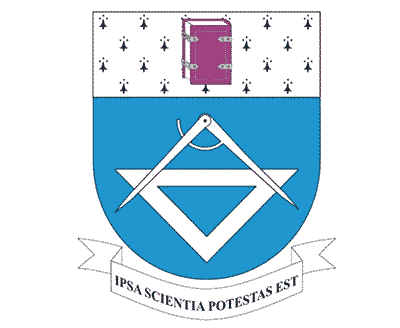 IPSA SCIENTIA POTESTAS EST